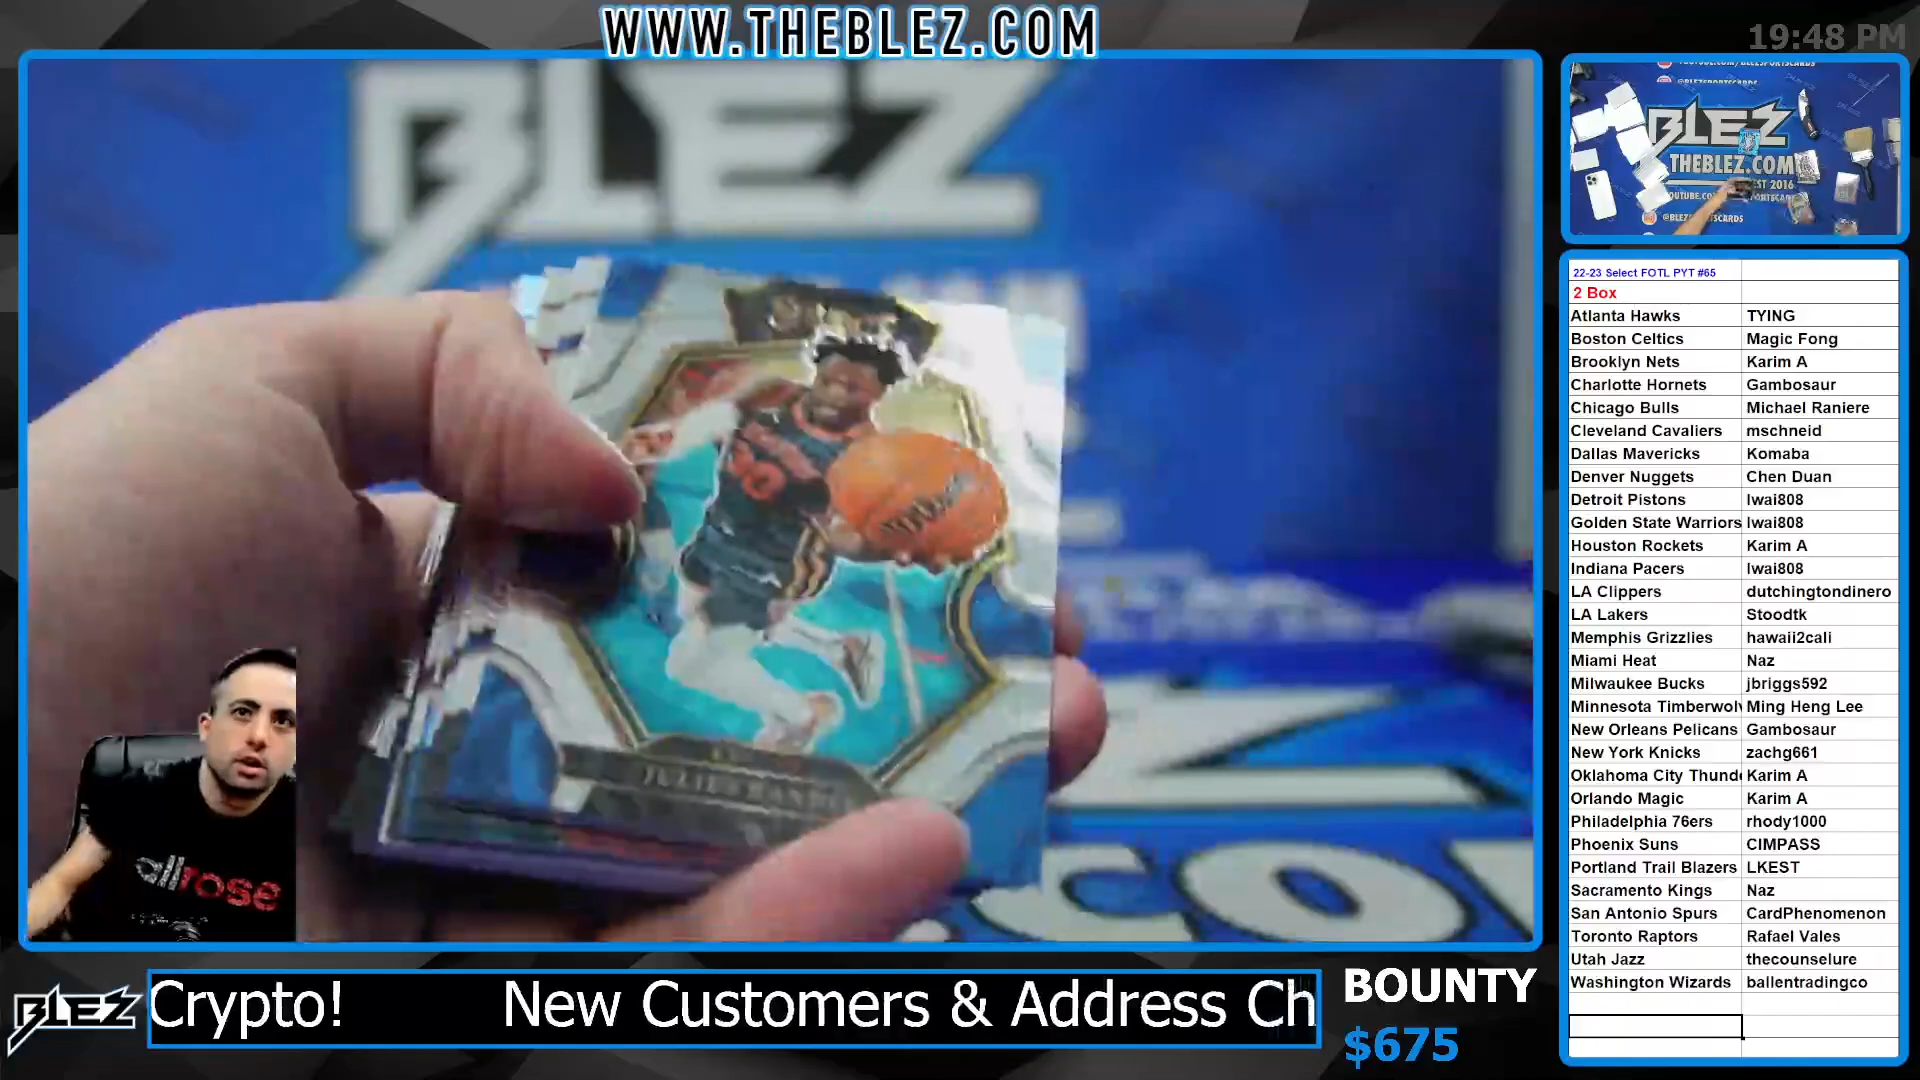 WWW.THEBLEZ.COM
19:48 PM
BLEZ
BLEZ
THEBLEZ.COM
EST 2016
.CO
allrose
Wilson
22-23 Select FOTL PYT #65
2 Box
Atlanta Hawks TYING
Boston Celtics Magic Fong
Brooklyn Nets Karim A
Charlotte Hornets Gambosaur
Chicago Bulls Michael Raniere
Cleveland Cavaliers mschneid
Dallas Mavericks Komaba
Denver Nuggets Chen Duan
Detroit Pistons lwai808
Golden State Warriors lwai808
Houston Rockets Karim A
Indiana Pacers lwai808
LA Clippers dutchingtondinero
LA Lakers Stoodtk
Memphis Grizzlies hawaii2cali
Miami Heat Naz
Milwaukee Bucks jbriggs592
Minnesota Timberwolv Ming Heng Lee
New Orleans Pelicans Gambosaur
New York Knicks zachg661
Oklahoma City Thunde Karim A
Orlando Magic Karim A
Philadelphia 76ers rhody1000
Phoenix Suns CIMPASS
Portland Trail Blazers LKEST
Sacramento Kings Naz
San Antonio Spurs CardPhenomenon
Toronto Raptors Rafael Vales
Utah Jazz thecounselure
Washington Wizards ballentradingco
BLEZ
Crypto! New Customers & Address Ch
BOUNTY
$675